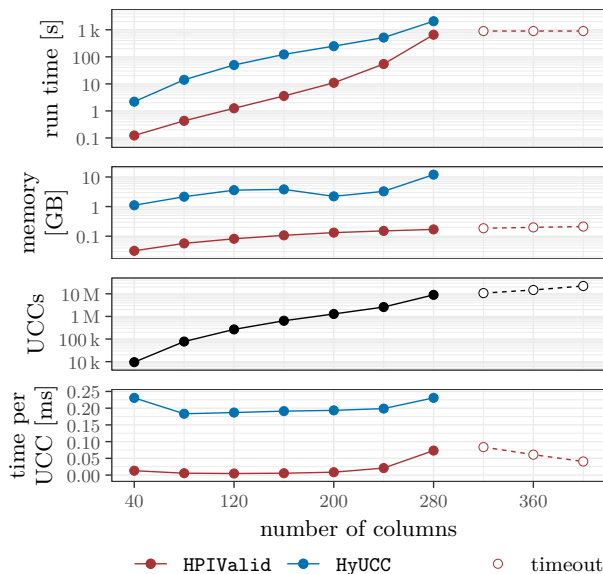 run time [s]
1 k
100
10
1
0.1
memory
[GB]
10
1
0.1
UCCs
10 M
1 M
100 k
10 k
time per
UCC [ms]
0.25
0.20
0.15
0.10
0.05
0.00
40 120 200 280 360
number of columns
HPIValid HyUCC timeout